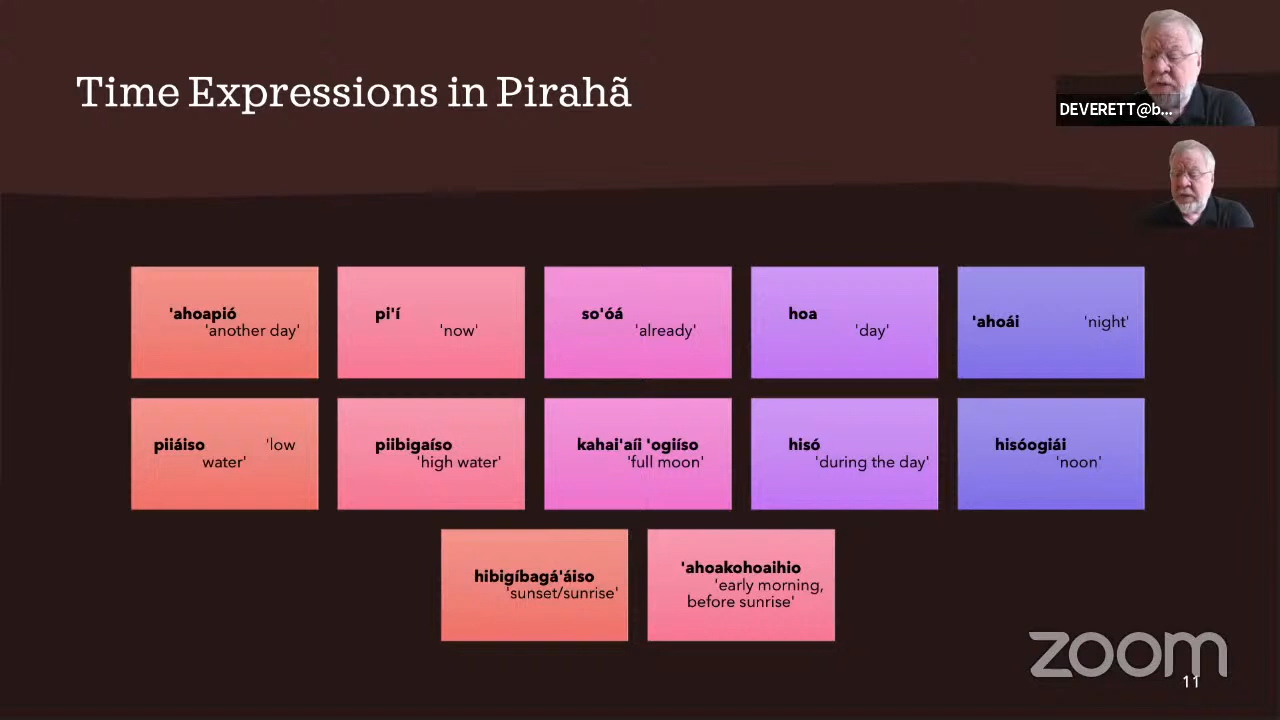 Time Expressions in Pirahã
DEVERETT@b...
'ahoapió
'another day'
pi'í
'now'
so'óá
'already'
hoa
'day'
'ahoái 'night'
piiáiso 'low
water'
piibigaíso
'high water'
kahai'aíi 'ogiíso
'full moon'
hisó
'during the day'
hisóogiái
'noon'
hibigíbagá'áiso
'sunset/sunrise'
'ahoakohoaihio
'early morning,
before sunrise'
zoom
11